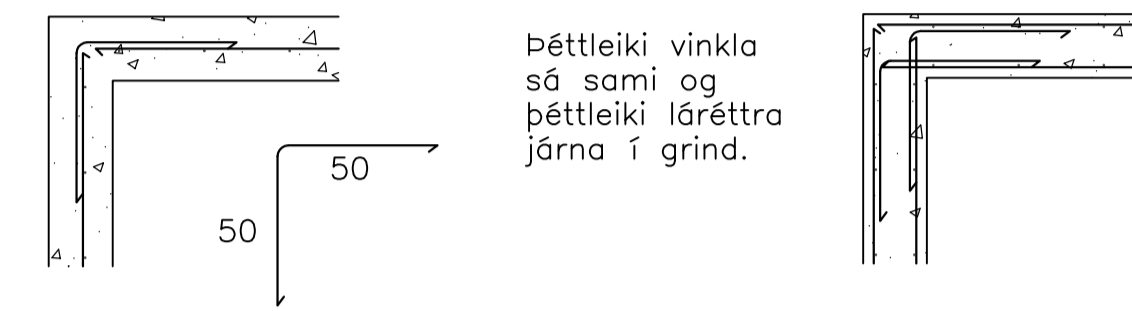 50
50
Þéttleiki vinkla
sá sami og
þéttleiki láréttra
járna í grind.